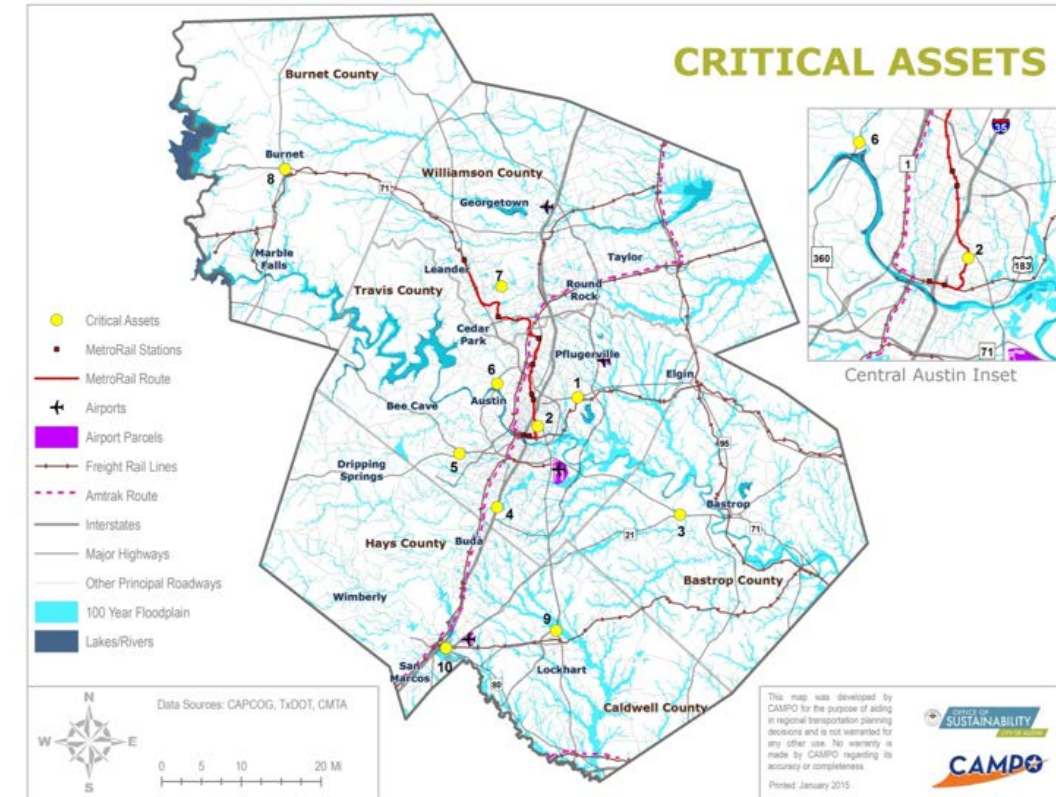 CRITICAL ASSETS
Burnet County
Burnet
8
71
Williamson County
Georgetown
Marble
Falls
Leander
7
Taylor
Travis County
Round
Rock
Cedar
Park
Pflugerville
6
Elgin
Austin
1
Bee Cave
2
95
Dripping
Springs
5
Bastrop
4
3
71
21
Hays County
Buda
Bastrop County
Wimberly
9
San
Marcos
10
Lockhart
80
Caldwell County
35
6
1
2
360
183
71
Central Austin Inset
Critical Assets
MetroRail Stations
MetroRail Route
Airports
Airport Parcels
Freight Rail Lines
Amtrak Route
Interstates
Major Highways
Other Principal Roadways
100 Year Floodplain
Lakes/Rivers
N
W
E
S
Data Sources: CAPCOG, TxDOT, CMTA
0 5 10 20 Mi
This map was developed by
CAMPO for the purpose of aiding
in regional transportation planning
decisions and is not warranted for
any other use. No warranty is
made by CAMPO regarding its
accuracy or completeness.
Printed January 2015
OFFICE OF
SUSTAINABILITY
CITY OF AUSTIN
CAMPO